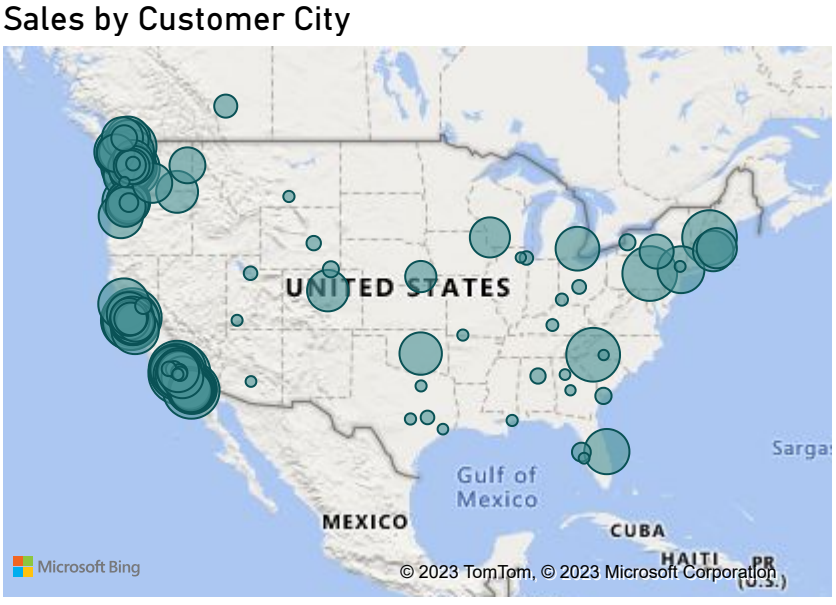 Sales by Customer City
UNITED STATES
Sargas
Gulf of
Mexico
MEXICO
CUBA
HAITI
PR
(U.S.)
Microsoft Bing
© 2023 TomTom, © 2023 Microsoft Corporation